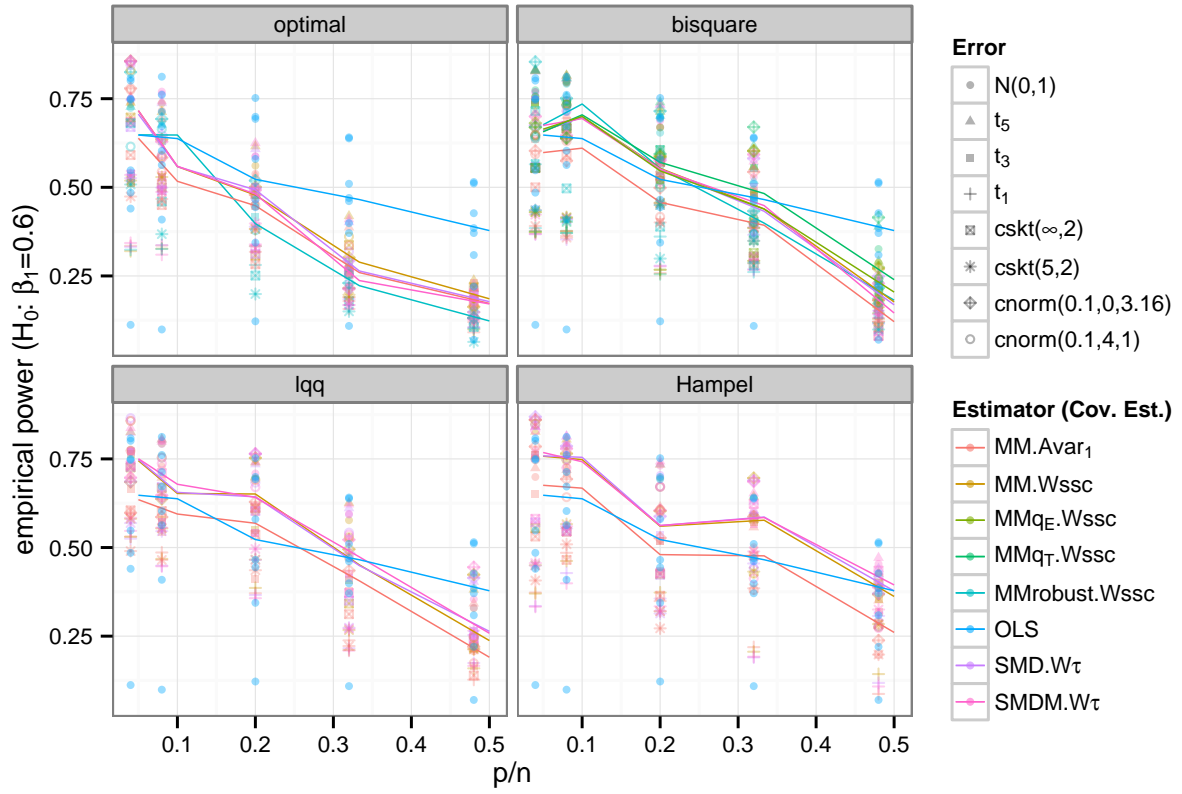 optimal
bisquare
lqq
Hampel
0.75
0.50
0.25
0.75
0.50
0.25
empirical power (H₀: β₁=0.6)
0.1 0.2 0.3 0.4 0.5
0.1 0.2 0.3 0.4 0.5
p/n
Error
N(0,1)
t₅
t₃
t₁
cskt(∞,2)
cskt(5,2)
cnorm(0.1,0,3.16)
cnorm(0.1,4,1)
Estimator (Cov. Est.)
MM.Avar₁
MM.Wssc
MMqE.Wssc
MMqT.Wssc
MMrobust.Wssc
OLS
SMD.Wτ
SMDM.Wτ